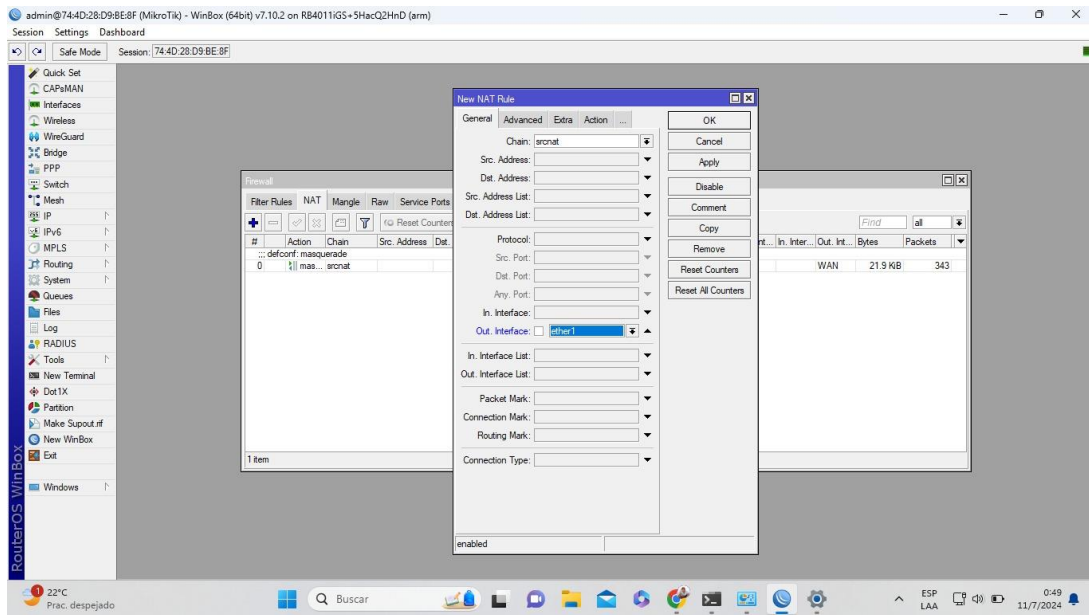 admin@74:4D:28:D9:BE:8F (MikroTik) - WinBox (64bit) v7.10.2 on RB4011iGS+5HacQ2HnD (arm)
Session Settings Dashboard
Safe Mode Session: 74:4D:28:D9:BE:8F
Quick Set
CAPsMAN
Interfaces
Wireless
WireGuard
Bridge
PPP
Switch
Mesh
IP
IPv6
MPLS
Routing
System
Queues
Files
Log
RADIUS
Tools
New Terminal
Dot1X
Partition
Make Supout.rif
New WinBox
Exit
Windows
RouterOS WinBox
Firewall
Filter Rules NAT Mangle Raw Service Ports
Reset Counter
Find all
# Action Chain Src. Address Dst. nt... In. Inter... Out. Int... Bytes Packets
::: defconf: masquerade
0 mas... srcnat WAN 21.9 KiB 343
1 item
New NAT Rule
General Advanced Extra Action ...
Chain: srcnat
Src. Address:
Dst. Address:
Src. Address List:
Dst. Address List:
Protocol:
Src. Port:
Dst. Port:
Any. Port:
In. Interface:
Out. Interface: ether1
In. Interface List:
Out. Interface List:
Packet Mark:
Connection Mark:
Routing Mark:
Connection Type:
enabled
OK
Cancel
Apply
Disable
Comment
Copy
Remove
Reset Counters
Reset All Counters
1
22°C
Prac. despejado
Buscar
ESP
LAA
0:49
11/7/2024